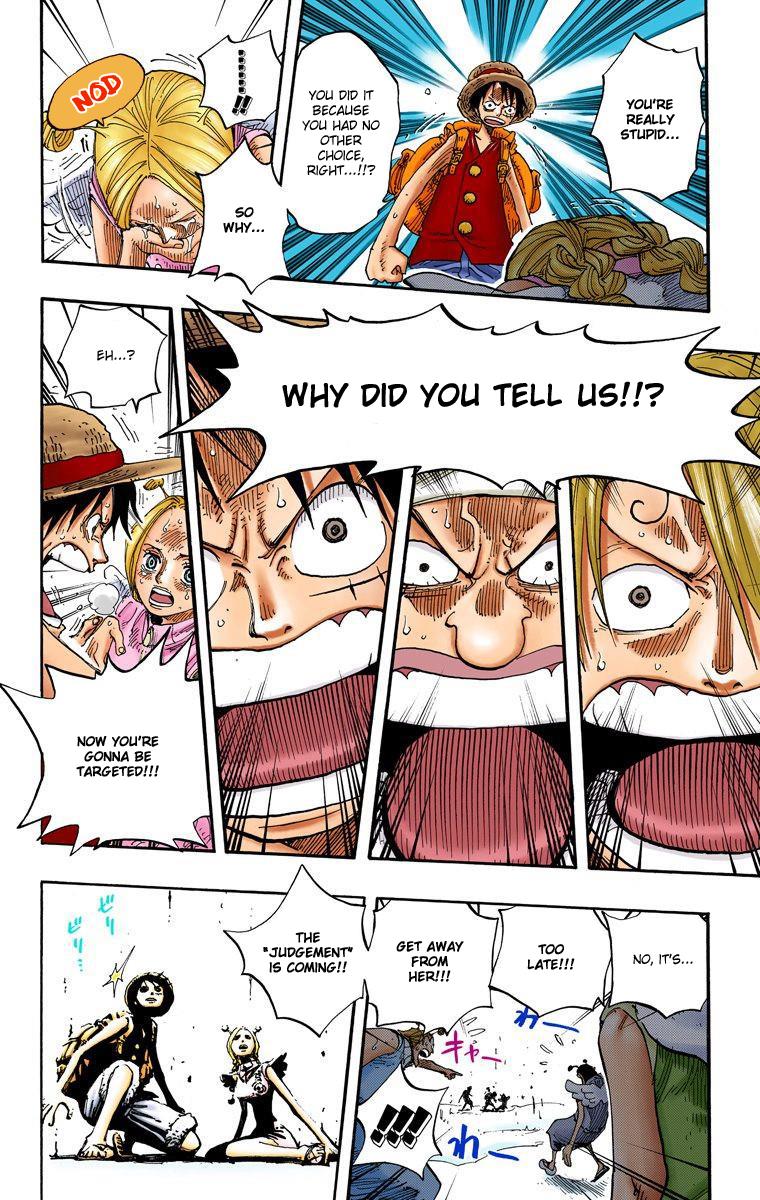 YOU'RE
REALLY
STUPID...
YOU DID IT
BECAUSE
YOU HAD NO
OTHER
CHOICE,
RIGHT...!!?
.........!!
NOD
SO
WHY...
WHY DID YOU TELL US!!?
EH...?
NOW YOU'RE
GONNA BE
TARGETED!!!
NO, IT'S...
TOO
LATE!!!
GET AWAY
FROM
HER!!!
わー
キャー
わー
!!!!
THE
"JUDGEMENT"
IS COMING!!
ビリ
ビリ...